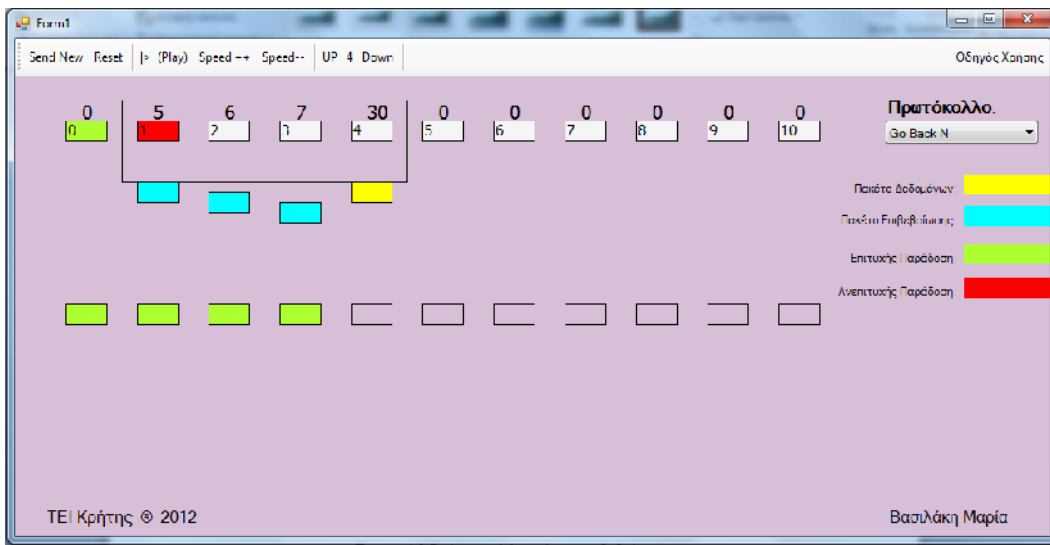 Form1
Send New Reset |> (Play) Speed ++ Speed-- UP 4 Down Οδηγός Χρήσης
0 5 6 7 30 0 0 0 0 0 0 Πρωτόκολλο.
0 1 2 3 4 5 6 7 8 9 10 Go Back N
Πακέτο Δεδομένων
Πακέτο Επιβεβαίωσης
Επιτυχής Παράδοση
Ανεπιτυχής Παράδοση
ΤΕΙ Κρήτης ® 2012 Βασιλάκη Μαρία